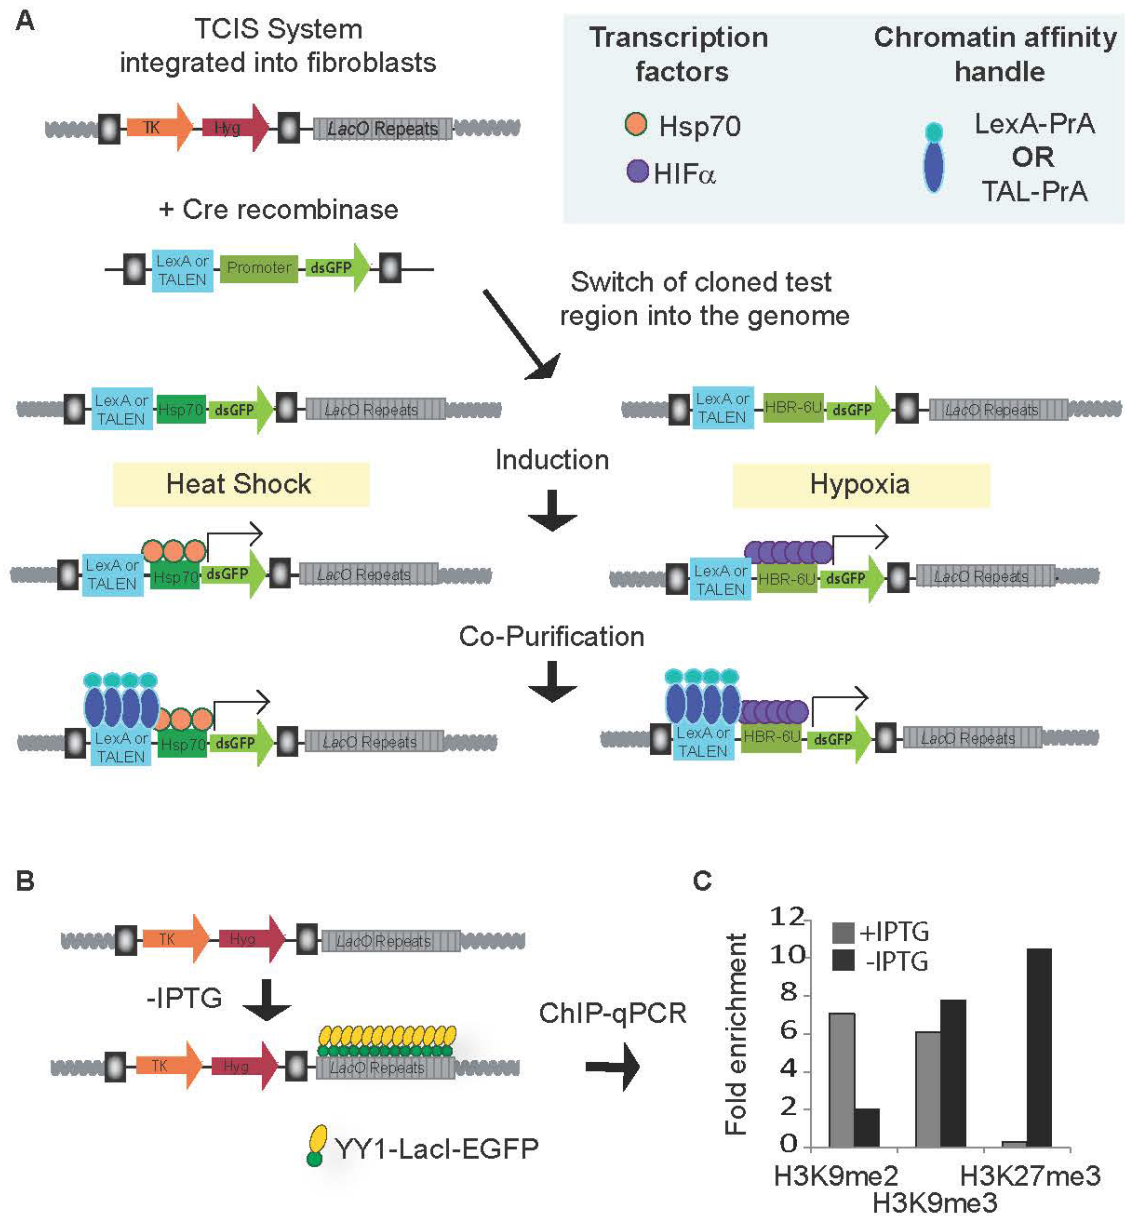 A
TCIS System
integrated into fibroblasts
TK
Hyg
LacO Repeats
Transcription
factors
Hsp70
HIFα
Chromatin affinity
handle
LexA-PrA
OR
TAL-PrA
+ Cre recombinase
LexA or
TALEN
Promoter
dsGFP
Switch of cloned test
region into the genome
LexA or
TALEN
Hsp70
dsGFP
LacO Repeats
LexA or
TALEN
HBR-6U
dsGFP
LacO Repeats
Induction
Heat Shock
Hypoxia
LexA or
TALEN
Hsp70
dsGFP
LacO Repeats
LexA or
TALEN
HBR-6U
dsGFP
LacO Repeats
Co-Purification
LexA or
TALEN
Hsp70
dsGFP
LacO Repeats
LexA or
TALEN
HBR-6U
dsGFP
LacO Repeats
B
TK
Hyg
LacO Repeats
-IPTG
TK
Hyg
LacO Repeats
YY1-LacI-EGFP
ChIP-qPCR
C
Fold enrichment
12
10
8
6
4
2
0
+IPTG
-IPTG
H3K9me2
H3K9me3
H3K27me3